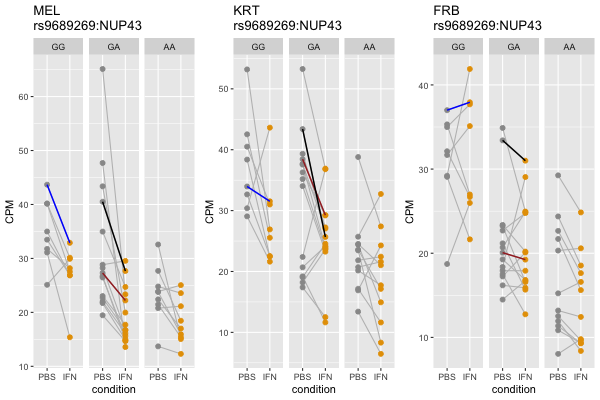 MEL
rs9689269:NUP43
GG GA AA
CPM
60
50
40
30
20
10
PBS IFN PBS IFN PBS IFN
condition
KRT
rs9689269:NUP43
GG GA AA
CPM
50
40
30
20
10
PBS IFN PBS IFN PBS IFN
condition
FRB
rs9689269:NUP43
GG GA AA
CPM
40
30
20
10
PBS IFN PBS IFN PBS IFN
condition